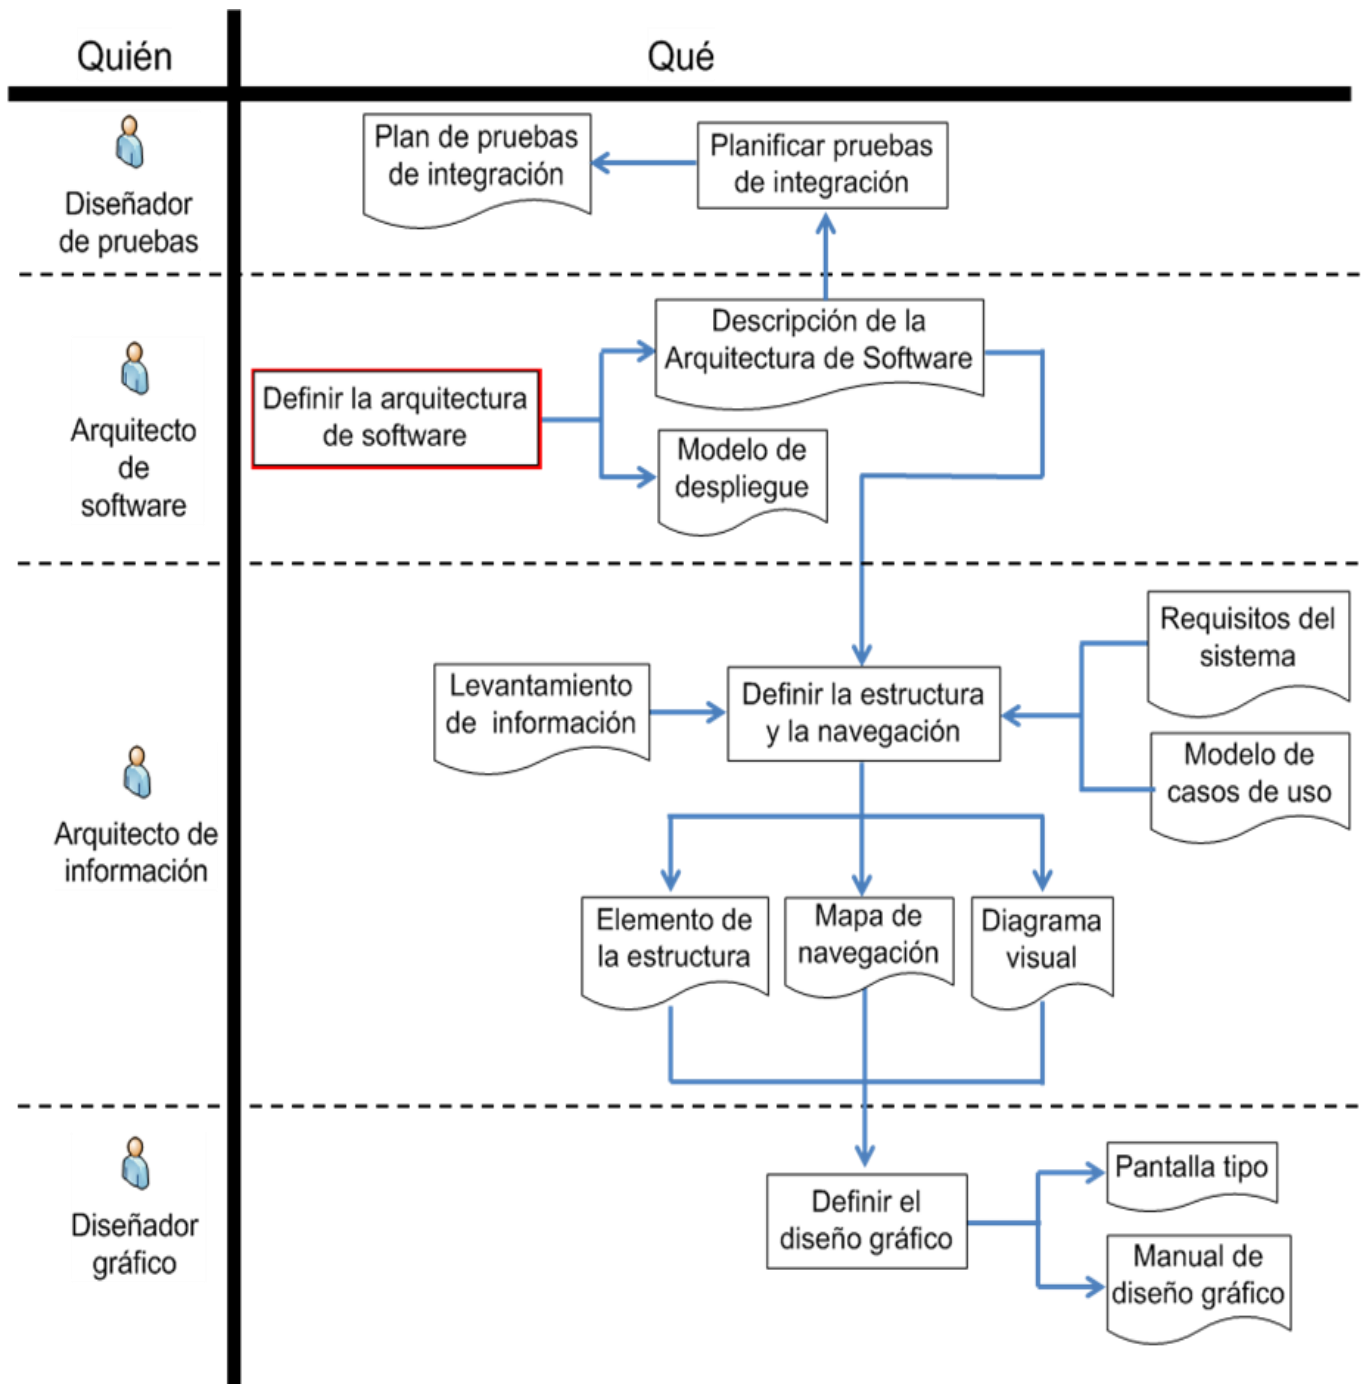 Quién
Qué
Diseñador
de pruebas
Plan de pruebas
de integración
Planificar pruebas
de integración
Arquitecto
de
software
Definir la arquitectura
de software
Descripción de la
Arquitectura de Software
Modelo de
despliegue
Arquitecto de
información
Levantamiento
de información
Definir la estructura
y la navegación
Requisitos del
sistema
Modelo de
casos de uso
Elemento de
la estructura
Mapa de
navegación
Diagrama
visual
Diseñador
gráfico
Definir el
diseño gráfico
Pantalla tipo
Manual de
diseño gráfico